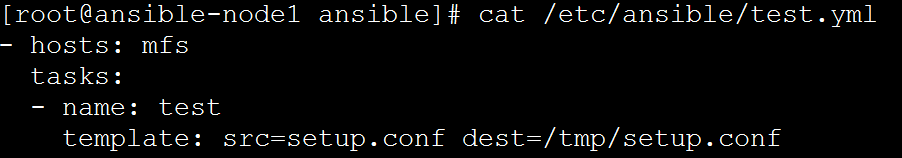 [root@ansible-node1 ansible]# cat /etc/ansible/test.yml
- hosts: mfs
  tasks:
  - name: test
    template: src=setup.conf dest=/tmp/setup.conf